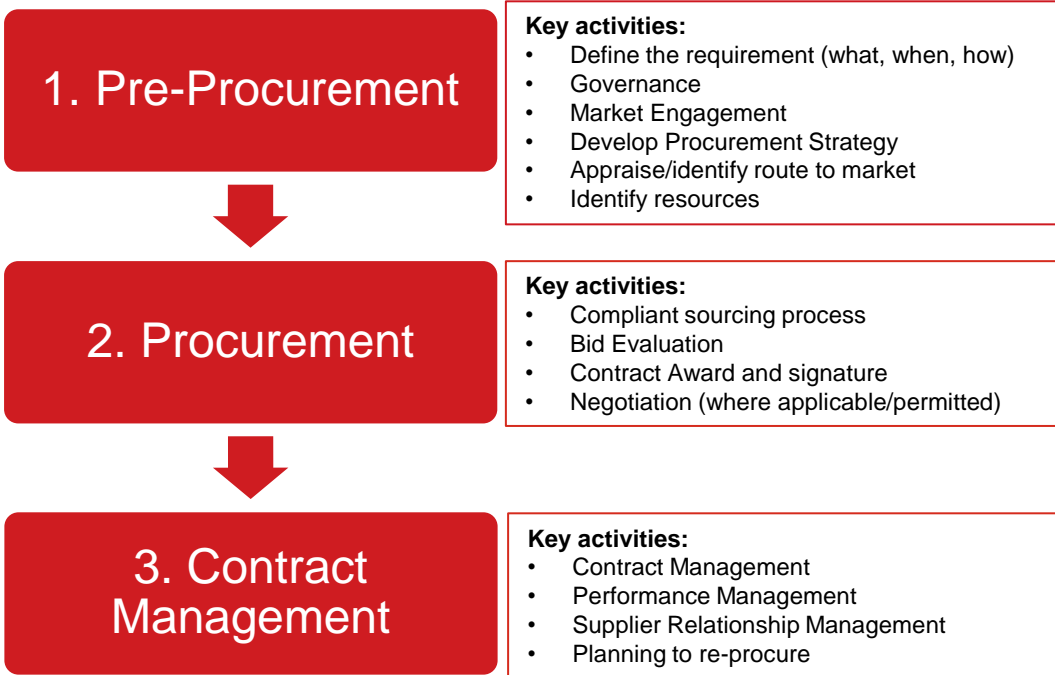 1. Pre-Procurement
Key activities:
• Define the requirement (what, when, how)
• Governance
• Market Engagement
• Develop Procurement Strategy
• Appraise/identify route to market
• Identify resources
2. Procurement
Key activities:
• Compliant sourcing process
• Bid Evaluation
• Contract Award and signature
• Negotiation (where applicable/permitted)
3. Contract
Management
Key activities:
• Contract Management
• Performance Management
• Supplier Relationship Management
• Planning to re-procure